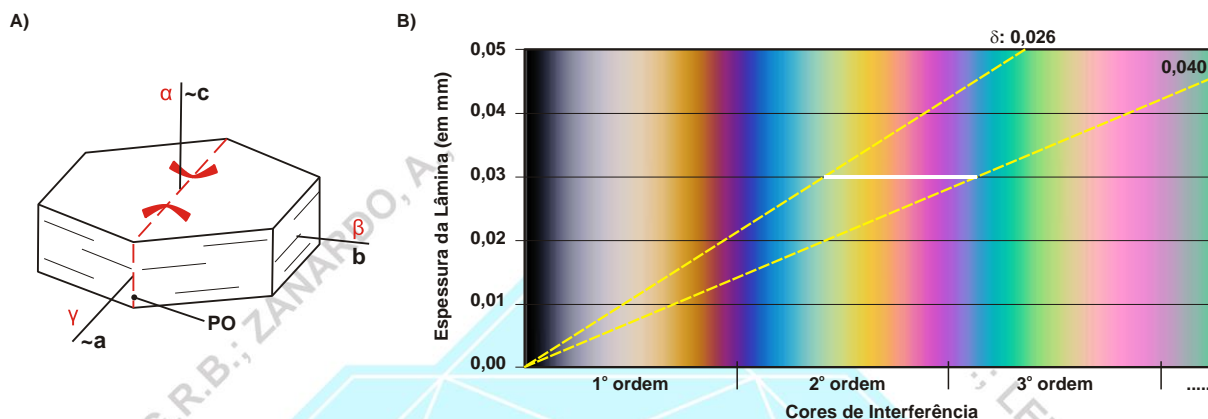 A)
α
~c
β
b
γ
~a
PO
B)
δ: 0,026
0,040
Espessura da Lâmina (em mm)
0,05
0,04
0,03
0,02
0,01
0,00
1° ordem
2° ordem
3° ordem
.....
Cores de Interferência
G.R.B.; ZANARDO, A.,